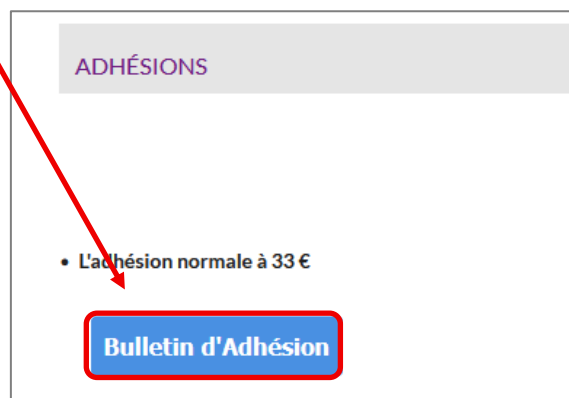 ADHÉSIONS
• L'adhésion normale à 33 €
Bulletin d'Adhésion